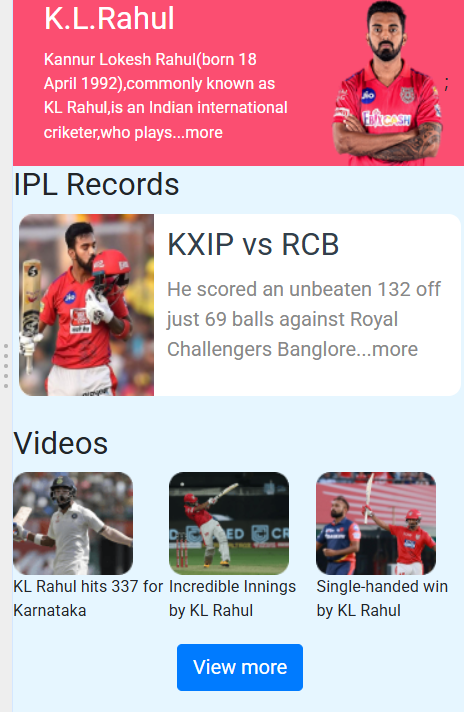 K.L.Rahul
Kannur Lokesh Rahul(born 18
April 1992),commonly known as
KL Rahul,is an Indian international
criketer,who plays...more
;
Jio
IPL Records
KXIP vs RCB
He scored an unbeaten 132 off
just 69 balls against Royal
Challengers Banglore...more
Jio
Videos
KL Rahul hits 337 for
Karnataka
Incredible Innings
by KL Rahul
Single-handed win
by KL Rahul
View more